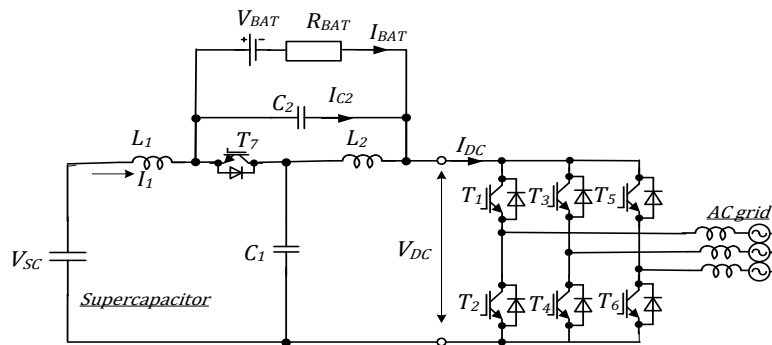 V_BAT
R_BAT
I_BAT
+ -
C_2
I_C2
L_1
T_7
L_2
I_DC
I_1
T_1
T_3
T_5
AC grid
V_SC
C_1
V_DC
Supercapacitor
T_2
T_4
T_6